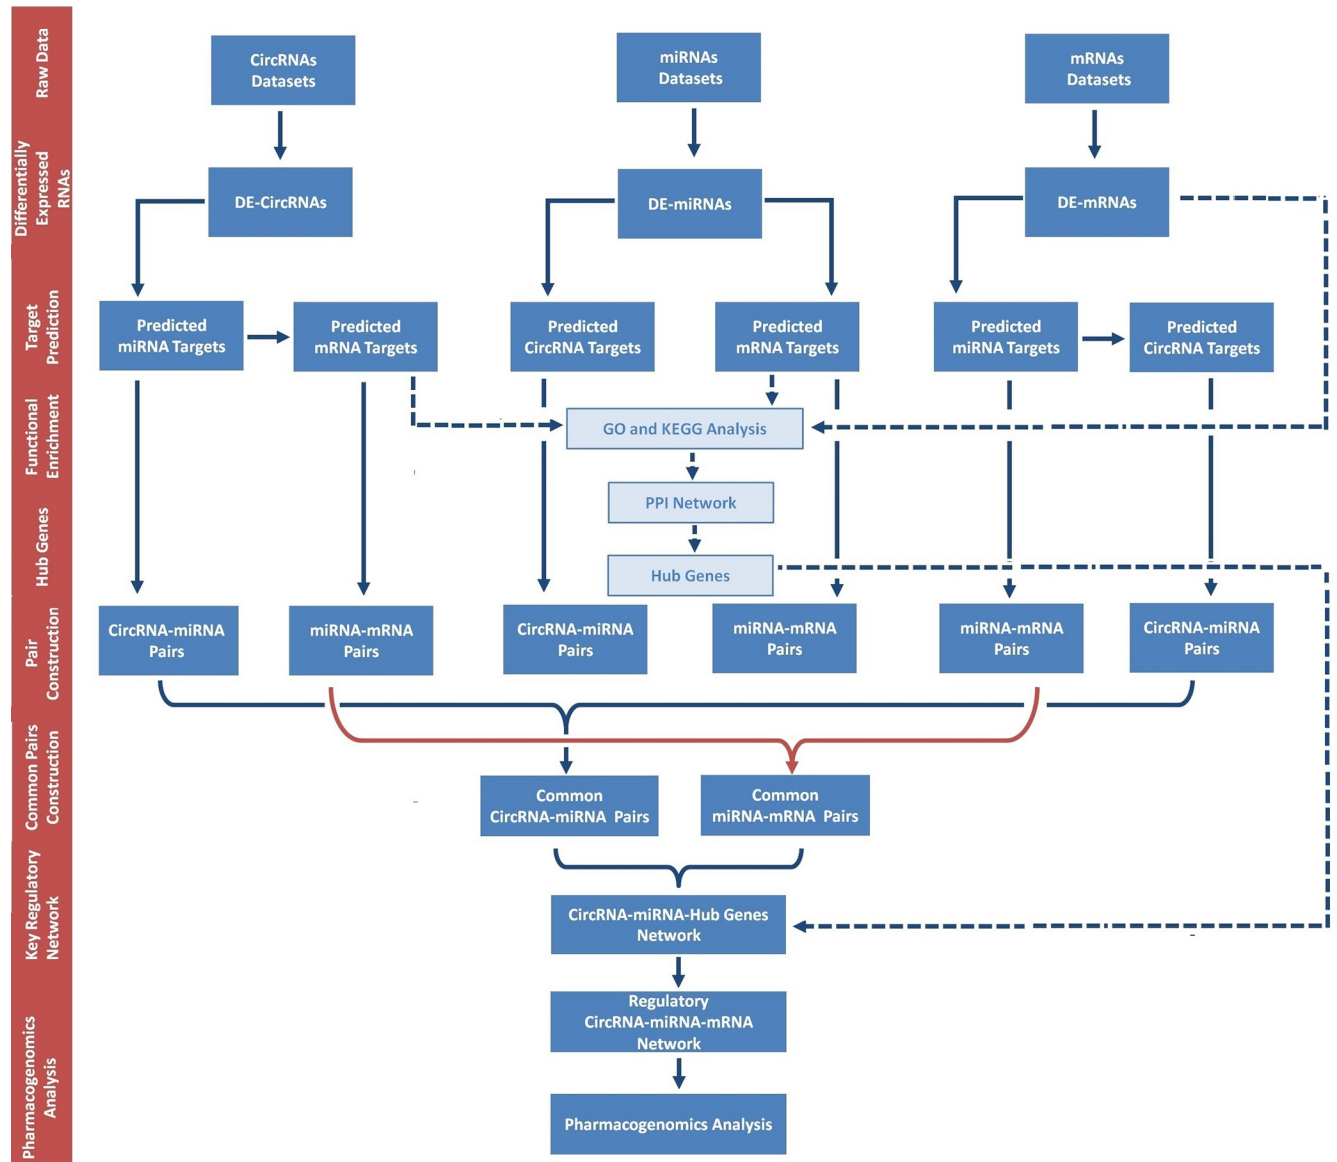 Raw Data
CircRNAs
Datasets
miRNAs
Datasets
mRNAs
Datasets
Differentially
Expressed
RNAs
DE-CircRNAs
DE-miRNAs
DE-mRNAs
Target
Prediction
Predicted
miRNA Targets
Predicted
mRNA Targets
Predicted
CircRNA Targets
Predicted
mRNA Targets
Predicted
miRNA Targets
Predicted
CircRNA Targets
Functional
Enrichment
GO and KEGG Analysis
PPI Network
Hub Genes
Hub Genes
Pair
Construction
CircRNA-miRNA
Pairs
miRNA-mRNA
Pairs
CircRNA-miRNA
Pairs
miRNA-mRNA
Pairs
miRNA-mRNA
Pairs
CircRNA-miRNA
Pairs
Common Pairs
Construction
Common
CircRNA-miRNA Pairs
Common
miRNA-mRNA Pairs
Key Regulatory
Network
CircRNA-miRNA-Hub Genes
Network
Regulatory
CircRNA-miRNA-mRNA
Network
Pharmacogenomics
Analysis
Pharmacogenomics Analysis